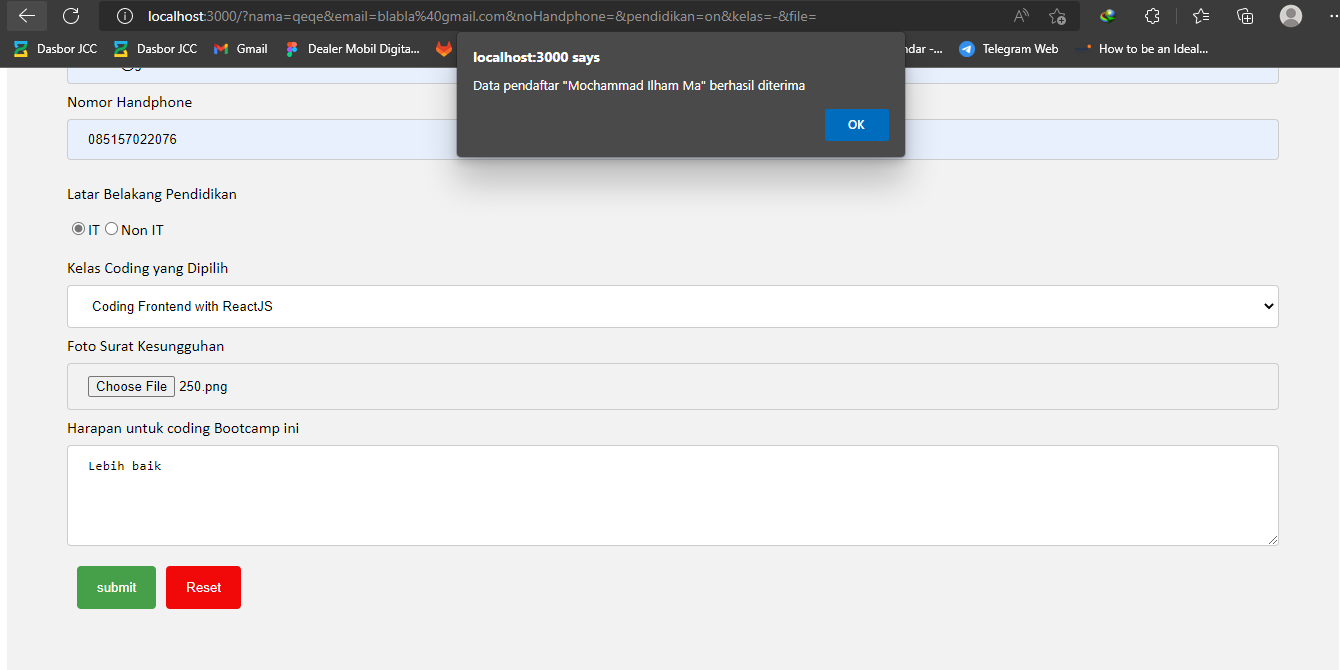 localhost:3000/?nama=qeqe&email=blabla%40gmail.com&noHandphone=&pendidikan=on&kelas=-&file=
Dasbor JCC Dasbor JCC Gmail Dealer Mobil Digita... ndar -... Telegram Web How to be an Ideal...
localhost:3000 says
Data pendaftar "Mochammad Ilham Ma" berhasil diterima
OK
Nomor Handphone
085157022076
Latar Belakang Pendidikan
IT Non IT
Kelas Coding yang Dipilih
Coding Frontend with ReactJS
Foto Surat Kesungguhan
Choose File 250.png
Harapan untuk coding Bootcamp ini
Lebih baik
submit Reset